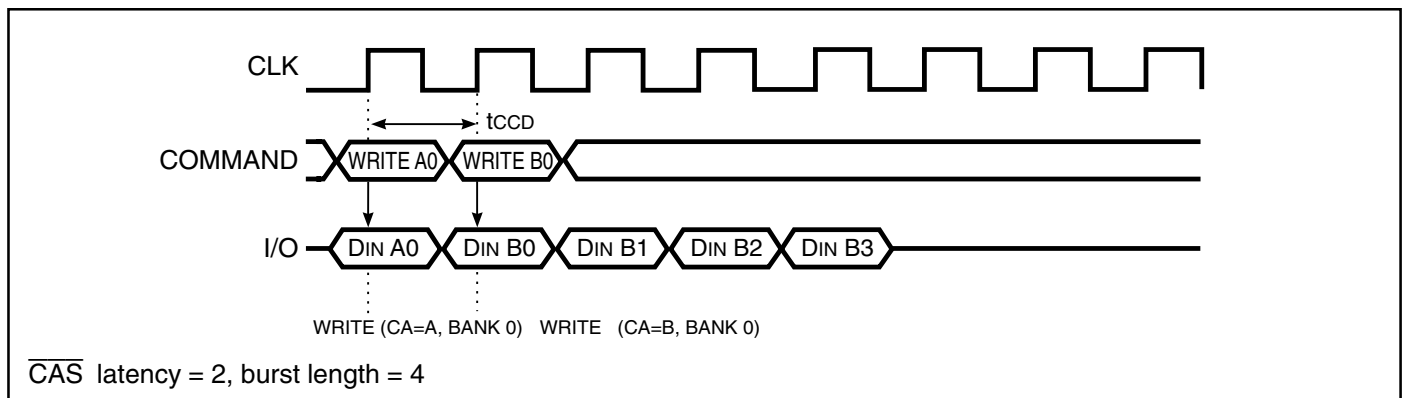 CLK
tCCD
COMMAND WRITE A0 WRITE B0
I/O DIN A0 DIN B0 DIN B1 DIN B2 DIN B3
WRITE (CA=A, BANK 0) WRITE (CA=B, BANK 0)
CAS latency = 2, burst length = 4